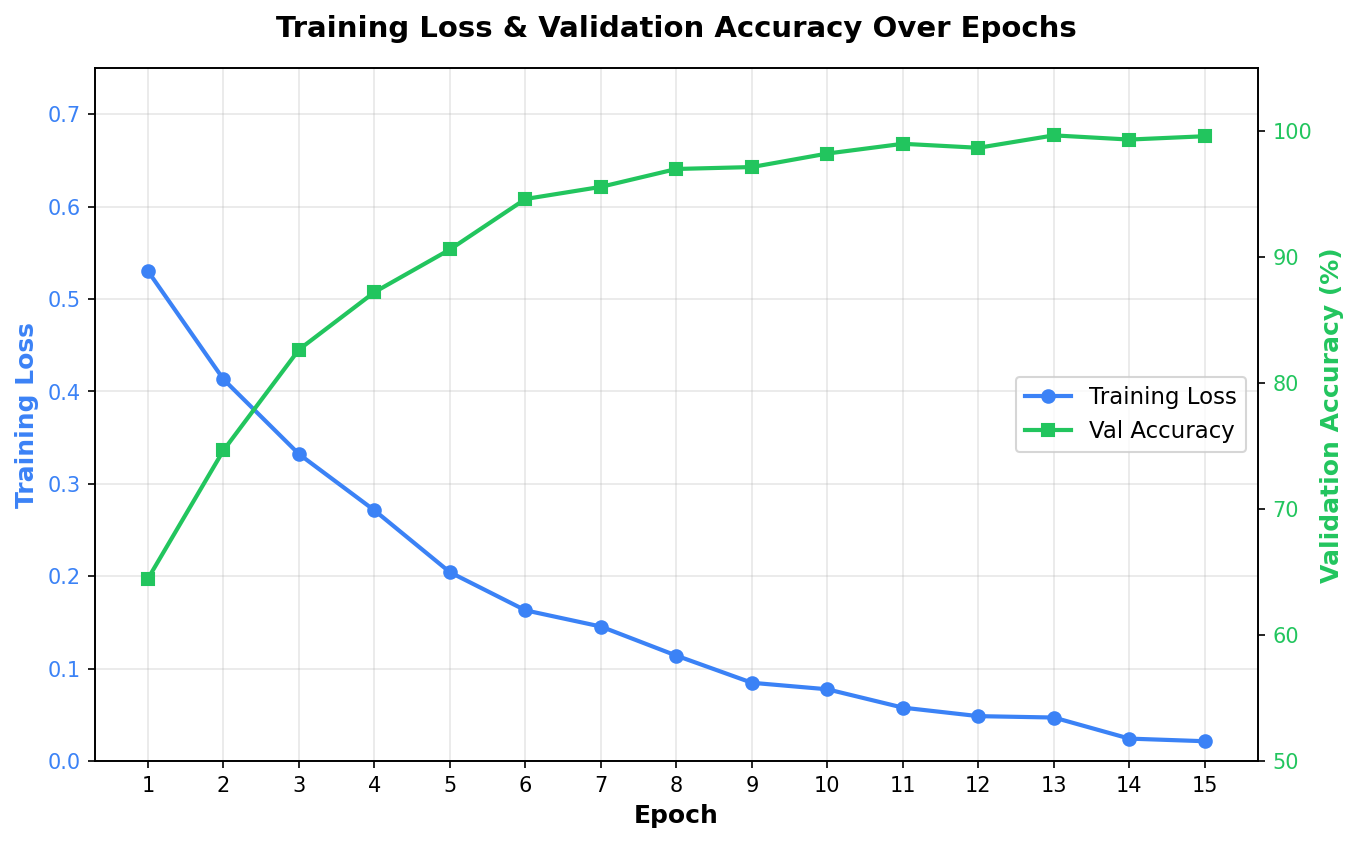 Training Loss & Validation Accuracy Over Epochs
Training Loss
0.7
0.6
0.5
0.4
0.3
0.2
0.1
0.0
100
90
80
70
60
50
Validation Accuracy (%)
Training Loss
Val Accuracy
1 2 3 4 5 6 7 8 9 10 11 12 13 14 15
Epoch